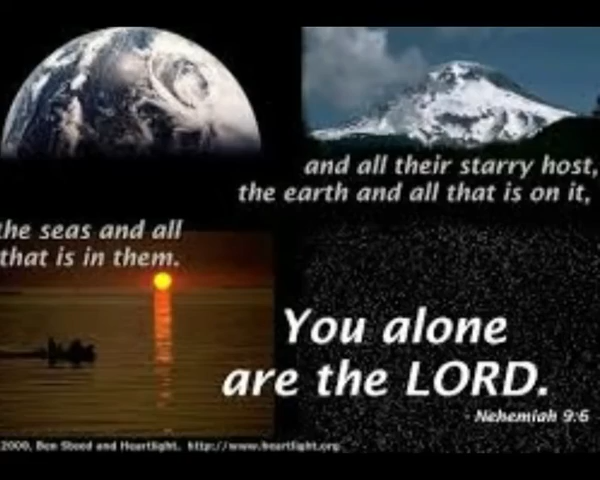 and all their starry host,
the earth and all that is on it,
the seas and all
that is in them.
You alone
are the LORD.
Nehemiah 9:6
2000, Ben Steed and Heartlight. http://www.heartlight.org